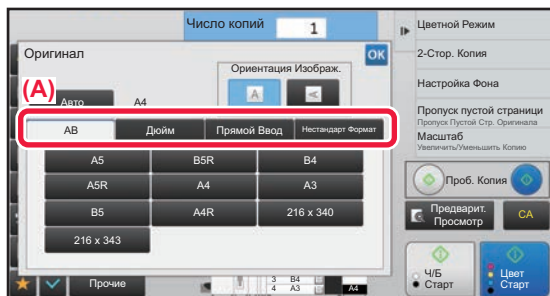 Число копий 1
Оригинал
OK
Ориентация Изображ.
A
A
(A)
Авто A4
AB Дюйм Прямой Ввод Нестандарт Формат
A5 B5R B4
A5R A4 A3
B5 A4R 216 x 340
216 x 343
Прочие
3 B4
4 A3
A4
Цветной Режим
2-Стор. Копия
Настройка Фона
Пропуск пустой страници
Пропуск Пустой Стр. Оригинала
Масштаб
Увеличить/Уменьшить Копию
Проб. Копия
Предварит.
Просмотр
CA
Ч/Б
Старт
Цвет
Старт